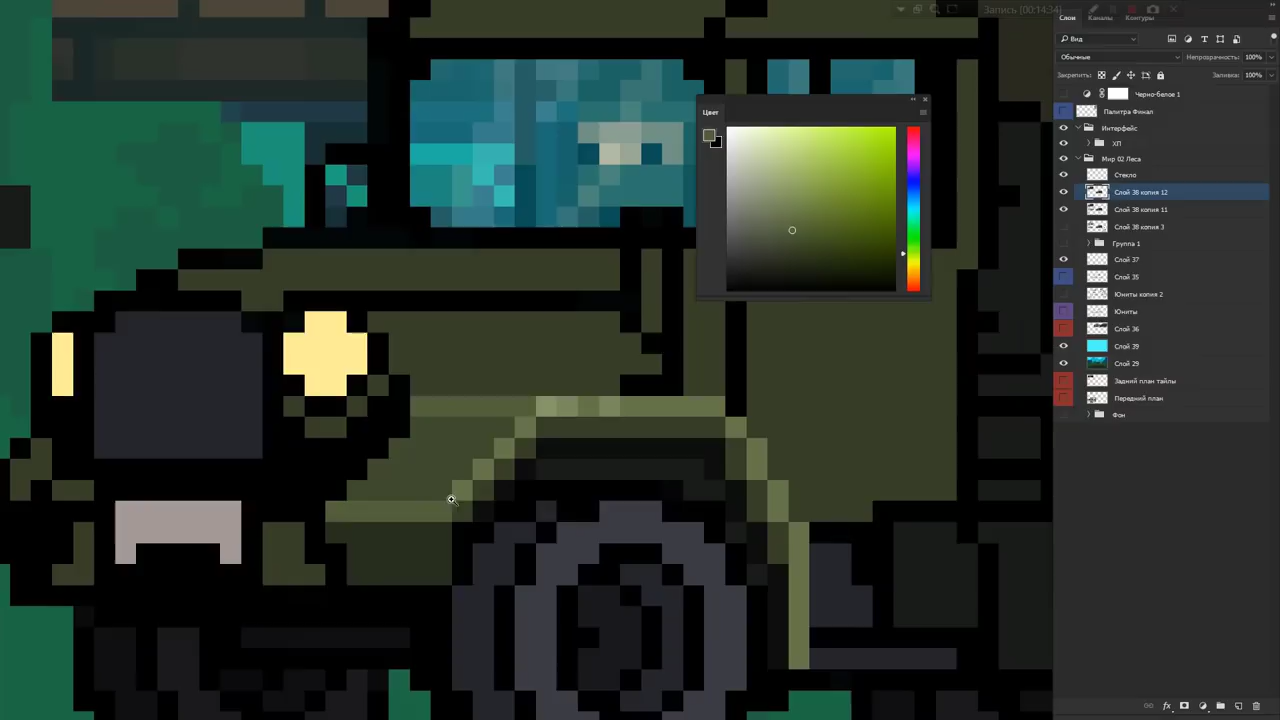 Запись [00:14:34]
Слои Каналы Контуры
Вид
Обычные Непрозрачность: 100%
Закрепить: Заливка: 100%
Черно-белое 1
Палитра Финал
Интерфейс
ХП
Мир 02 Леса
Стекло
Слой 38 копия 12
Слой 38 копия 11
Слой 38 копия 3
Группа 1
Слой 37
Слой 35
Юниты копия 2
Юниты
Слой 36
Слой 39
Слой 29
Задний план тайлы
Передний план
Фон
Цвет